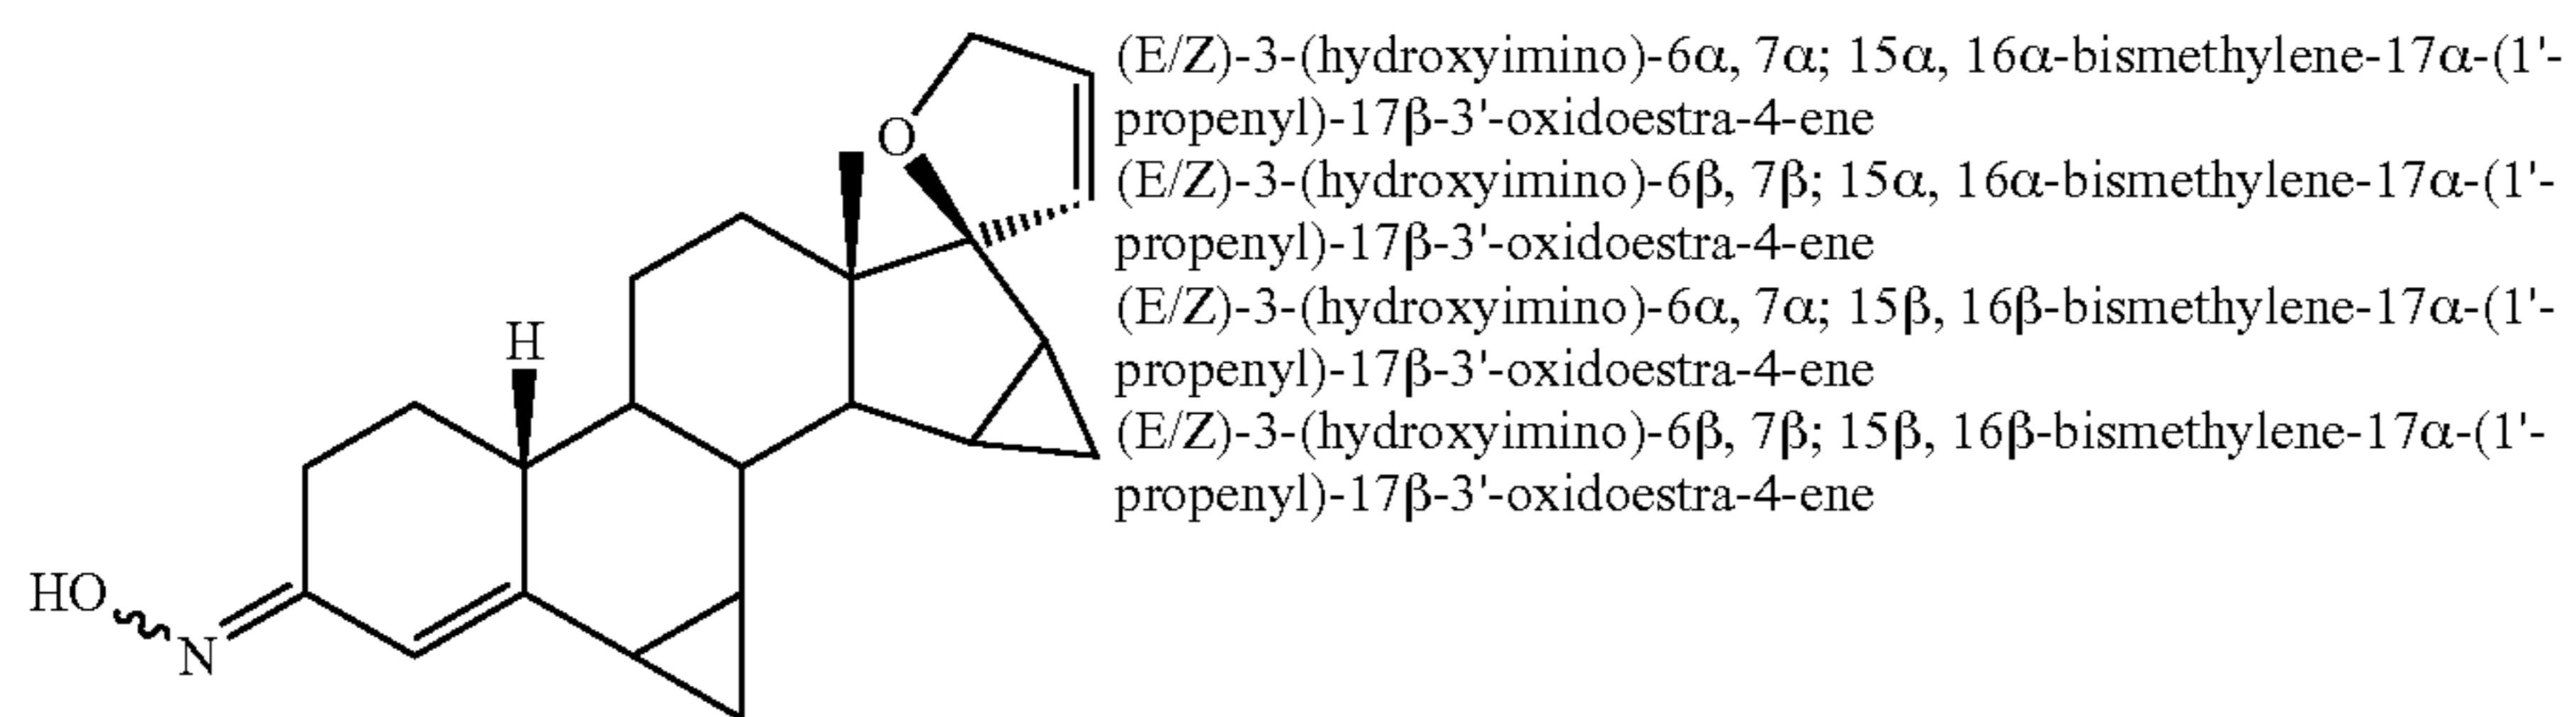 (E/Z)-3-(hydroxyimino)-6α, 7α; 15α, 16α-bismethylene-17α-(1'-
propenyl)-17β-3'-oxidoestra-4-ene
(E/Z)-3-(hydroxyimino)-6β, 7β; 15α, 16α-bismethylene-17α-(1'-
propenyl)-17β-3'-oxidoestra-4-ene
(E/Z)-3-(hydroxyimino)-6α, 7α; 15β, 16β-bismethylene-17α-(1'-
propenyl)-17β-3'-oxidoestra-4-ene
(E/Z)-3-(hydroxyimino)-6β, 7β; 15β, 16β-bismethylene-17α-(1'-
propenyl)-17β-3'-oxidoestra-4-ene
O
H
HO
N